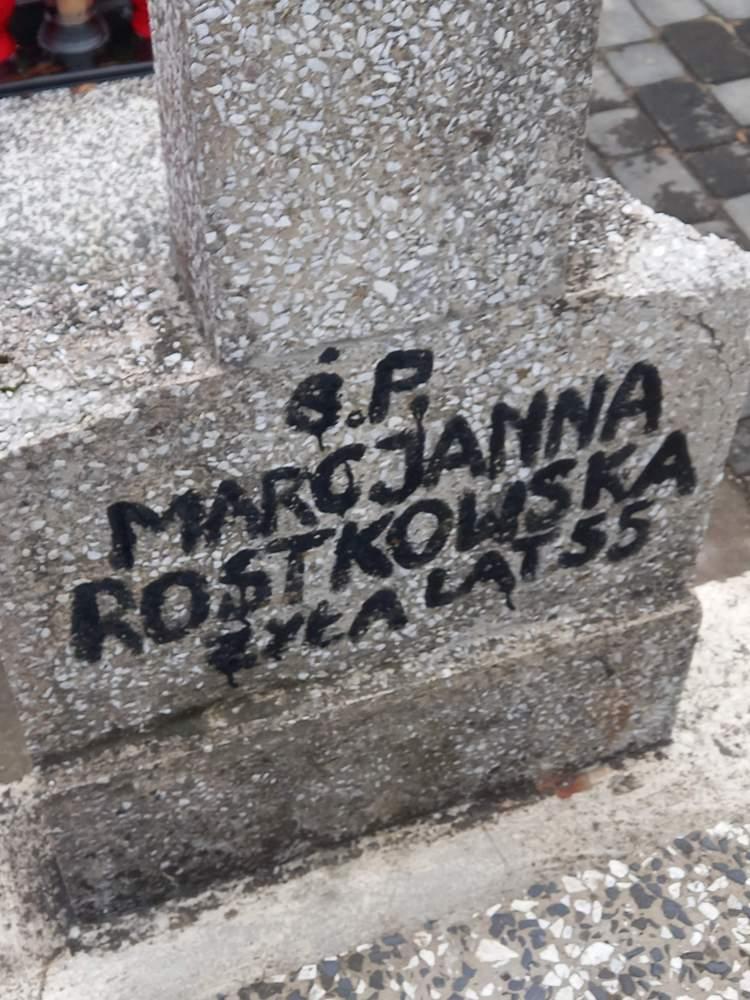 Ś.P.
MARCJANNA
ROSTKOWSKA
ŻYŁA LAT 55